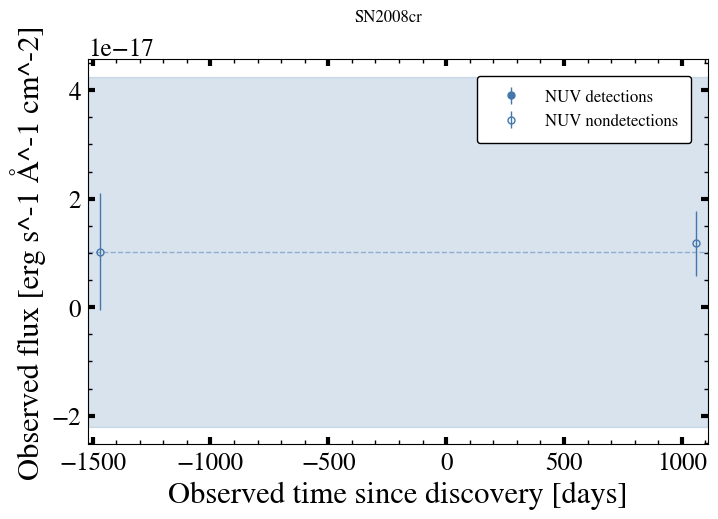 SN2008cr
1e−17
Observed flux [erg s^-1 Å^-1 cm^-2]
4
2
0
−2
NUV detections
NUV nondetections
−1500
−1000
−500
0
500
1000
Observed time since discovery [days]